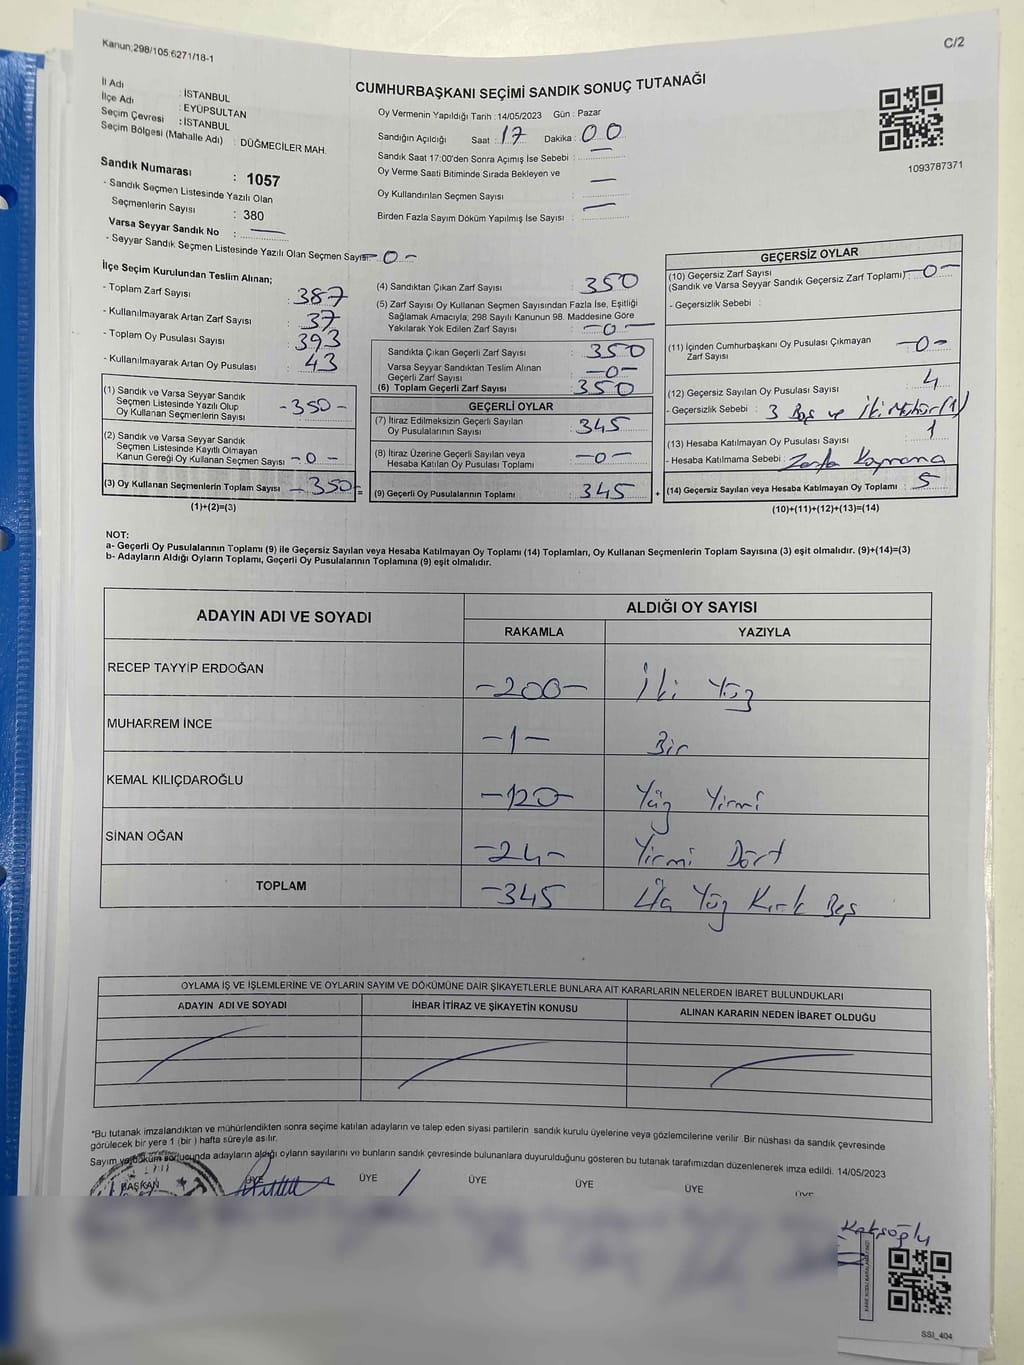 Kanun;298/105;6271/18-1
C/2
CUMHURBAŞKANI SEÇİMİ SANDIK SONUÇ TUTANAĞI
İl Adı : İSTANBUL
İlçe Adı : EYÜPSULTAN
Seçim Çevresi : İSTANBUL
Seçim Bölgesi (Mahalle Adı) : DÜĞMECİLER MAH.
Sandık Numarası : 1057
- Sandık Seçmen Listesinde Yazılı Olan
Seçmenlerin Sayısı : 380
Varsa Seyyar Sandık No : —
- Seyyar Sandık Seçmen Listesinde Yazılı Olan Seçmen Sayısı: -0-
Oy Vermenin Yapıldığı Tarih : 14/05/2023 Gün : Pazar
Sandığın Açıldığı Saat : 17 Dakika : 00
Sandık Saat 17:00'den Sonra Açımış İse Sebebi : —
Oy Verme Saati Bitiminde Sırada Bekleyen ve
Oy Kullandırılan Seçmen Sayısı : —
Birden Fazla Sayım Döküm Yapılmış İse Sayısı : —
1093787371
İlçe Seçim Kurulundan Teslim Alınan;
- Toplam Zarf Sayısı : 387
- Kullanılmayarak Artan Zarf Sayısı : 37
- Toplam Oy Pusulası Sayısı : 393
- Kullanılmayarak Artan Oy Pusulası : 43
(1) Sandık ve Varsa Seyyar Sandık
Seçmen Listesinde Yazılı Olup
Oy Kullanan Seçmenlerin Sayısı : -350-
(2) Sandık ve Varsa Seyyar Sandık
Seçmen Listesinde Kayıtlı Olmayan
Kanun Gereği Oy Kullanan Seçmen Sayısı : -0-
(3) Oy Kullanan Seçmenlerin Toplam Sayısı : -350- =
(1)+(2)=(3)
(4) Sandıktan Çıkan Zarf Sayısı : 350
(5) Zarf Sayısı Oy Kullanan Seçmen Sayısından Fazla İse, Eşitliği
Sağlamak Amacıyla; 298 Sayılı Kanunun 98. Maddesine Göre
Yakılarak Yok Edilen Zarf Sayısı : -0-
Sandıkta Çıkan Geçerli Zarf Sayısı : 350
Varsa Seyyar Sandıktan Teslim Alınan
Geçerli Zarf Sayısı : -0-
(6) Toplam Geçerli Zarf Sayısı : 350
GEÇERLİ OYLAR
(7) İtiraz Edilmeksizin Geçerli Sayılan
Oy Pusulalarının Sayısı : 345
(8) İtiraz Üzerine Geçerli Sayılan veya
Hesaba Katılan Oy Pusulası Toplamı : -0-
(9) Geçerli Oy Pusulalarının Toplamı : 345 +
GEÇERSİZ OYLAR
(10) Geçersiz Zarf Sayısı
(Sandık ve Varsa Seyyar Sandık Geçersiz Zarf Toplamı) : -0-
- Geçersizlik Sebebi :
(11) İçinden Cumhurbaşkanı Oy Pusulası Çıkmayan
Zarf Sayısı : -0-
(12) Geçersiz Sayılan Oy Pusulası Sayısı : 4
- Geçersizlik Sebebi : 3 Boş ve İki Mühür(1)
(13) Hesaba Katılmayan Oy Pusulası Sayısı : 1
- Hesaba Katılmama Sebebi :
(14) Geçersiz Sayılan veya Hesaba Katılmayan Oy Toplamı : 5
(10)+(11)+(12)+(13)=(14)
NOT:
a- Geçerli Oy Pusulalarının Toplamı (9) ile Geçersiz Sayılan veya Hesaba Katılmayan Oy Toplamı (14) Toplamları, Oy Kullanan Seçmenlerin Toplam Sayısına (3) eşit olmalıdır. (9)+(14)=(3)
b- Adayların Aldığı Oyların Toplamı, Geçerli Oy Pusulalarının Toplamına (9) eşit olmalıdır.
ADAYIN ADI VE SOYADI
ALDIĞI OY SAYISI
RAKAMLA YAZIYLA
RECEP TAYYİP ERDOĞAN -200- İki Yüz
MUHARREM İNCE -1- Bir
KEMAL KILIÇDAROĞLU -120- Yüz Yirmi
SİNAN OĞAN -24- Yirmi Dört
TOPLAM -345 Yüz Kırk Beş
OYLAMA İŞ VE İŞLEMLERİNE VE OYLARIN SAYIM VE DÖKÜMÜNE DAİR ŞİKAYETLERLE BUNLARA AİT KARARLARIN NELERDEN İBARET BULUNDUKLARI
ADAYIN ADI VE SOYADI İHBAR İTİRAZ VE ŞİKAYETİN KONUSU ALINAN KARARIN NEDEN İBARET OLDUĞU
*Bu tutanak imzalandıktan ve mühürlendikten sonra seçime katılan adayların ve talep eden siyasi partilerin sandık kurulu üyelerine veya gözlemcilerine verilir. Bir nüshası da sandık çevresinde
görülecek bir yere 1 (bir ) hafta süreyle asılır.
Sayım ve döküm sonucunda adayların aldığı oyların sayılarını ve bunların sandık çevresinde bulunanlara duyurulduğunu gösteren bu tutanak tarafımızdan düzenlenerek imza edildi. 14/05/2023
BAŞKAN ÜYE ÜYE ÜYE ÜYE ÜYE ÜYE
SSI_404